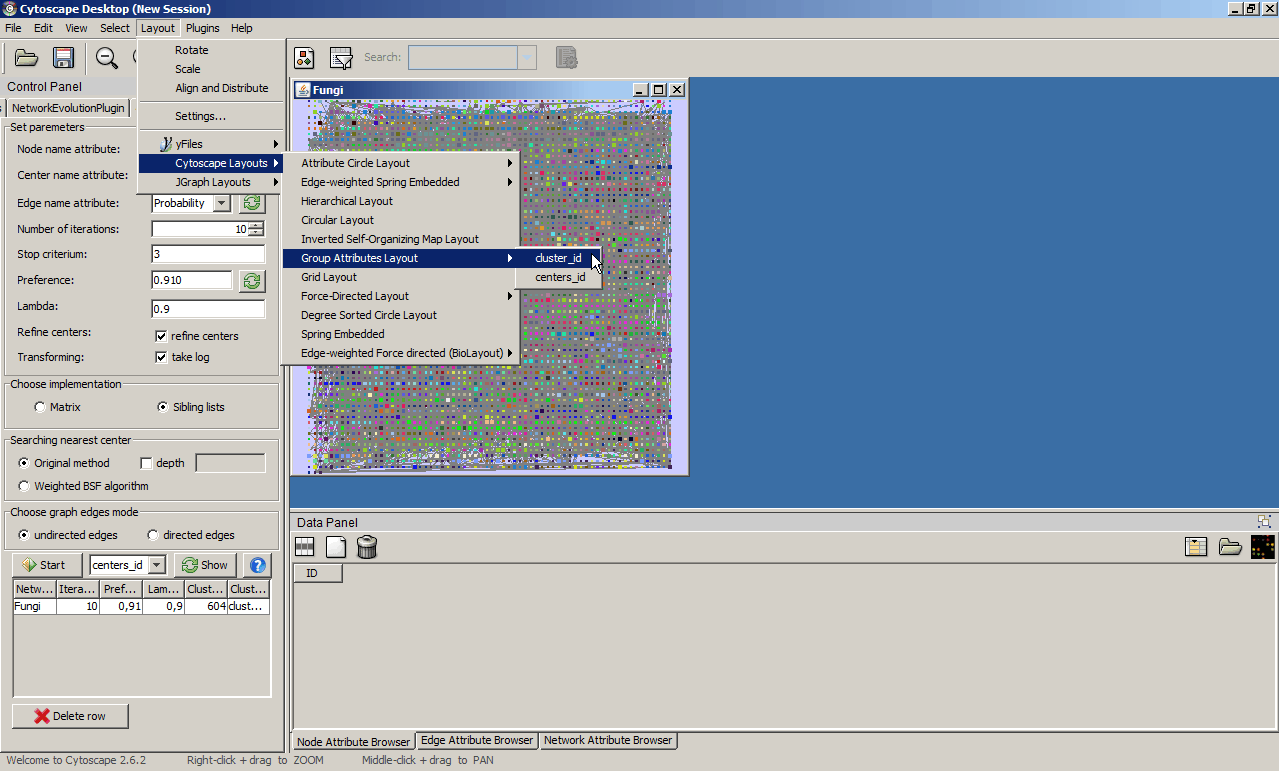 Cytoscape Desktop (New Session)
File Edit View Select Layout Plugins Help
Rotate
Scale
Align and Distribute
Settings...
yFiles
Cytoscape Layouts
JGraph Layouts
Attribute Circle Layout
Edge-weighted Spring Embedded
Hierarchical Layout
Circular Layout
Inverted Self-Organizing Map Layout
Group Attributes Layout
Grid Layout
Force-Directed Layout
Degree Sorted Circle Layout
Spring Embedded
Edge-weighted Force directed (BioLayout)
cluster_id
centers_id
Search:
Control Panel
NetworkEvolutionPlugin
Set paremeters
Node name attribute:
Center name attribute:
Edge name attribute: Probability
Number of iterations: 10
Stop criterium: 3
Preference: 0.910
Lambda: 0.9
Refine centers: refine centers
Transforming: take log
Choose implementation
Matrix Sibling lists
Searching nearest center
Original method depth
Weighted BSF algorithm
Choose graph edges mode
undirected edges directed edges
Start centers_id Show
Netw... Itera... Pref... Lam... Clust... Clust...
Fungi 10 0,91 0,9 604 clust...
Delete row
Fungi
Data Panel
ID
Node Attribute Browser Edge Attribute Browser Network Attribute Browser
Welcome to Cytoscape 2.6.2 Right-click + drag to ZOOM Middle-click + drag to PAN